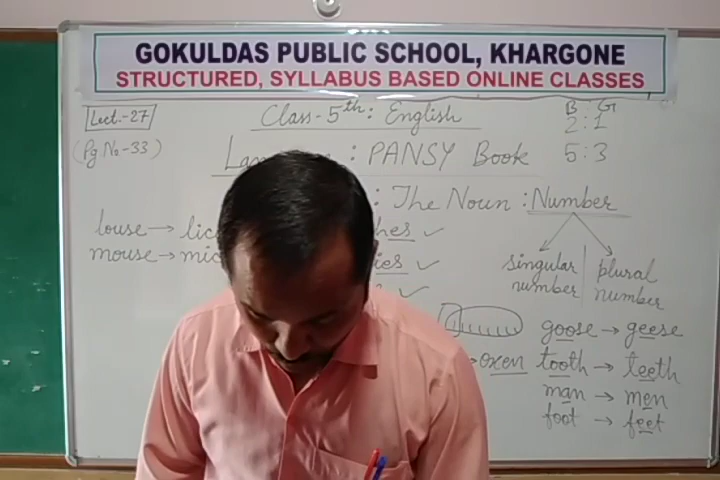 GOKULDAS PUBLIC SCHOOL, KHARGONE
STRUCTURED, SYLLABUS BASED ONLINE CLASSES
Lect.-27
(Pg No-33)
Class-5th: English
B G
2:1
5:3
: PANSY Book
: The Noun : Number
louse → lic
mouse → mic
hes ✓
ies ✓
✓
singular number
plural number
goose → geese
→ oxen
tooth → teeth
man → men
foot → feet